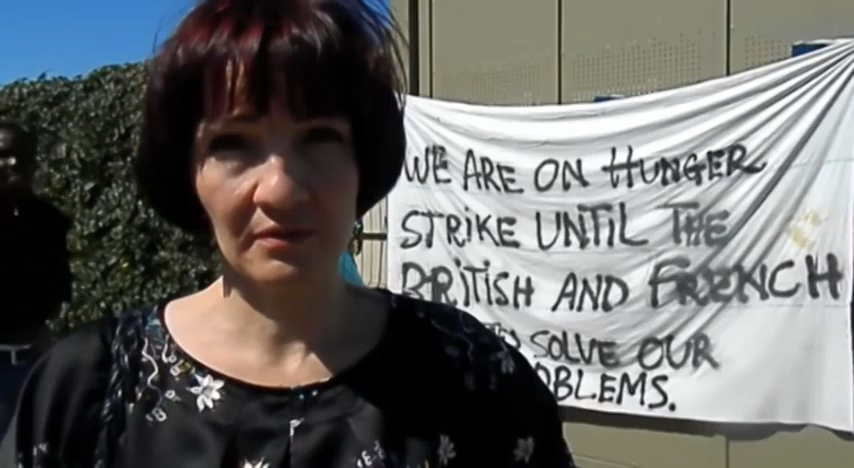 WE ARE ON HUNGER
STRIKE UNTIL THE
BRITISH AND FRENCH
SOLVE OUR